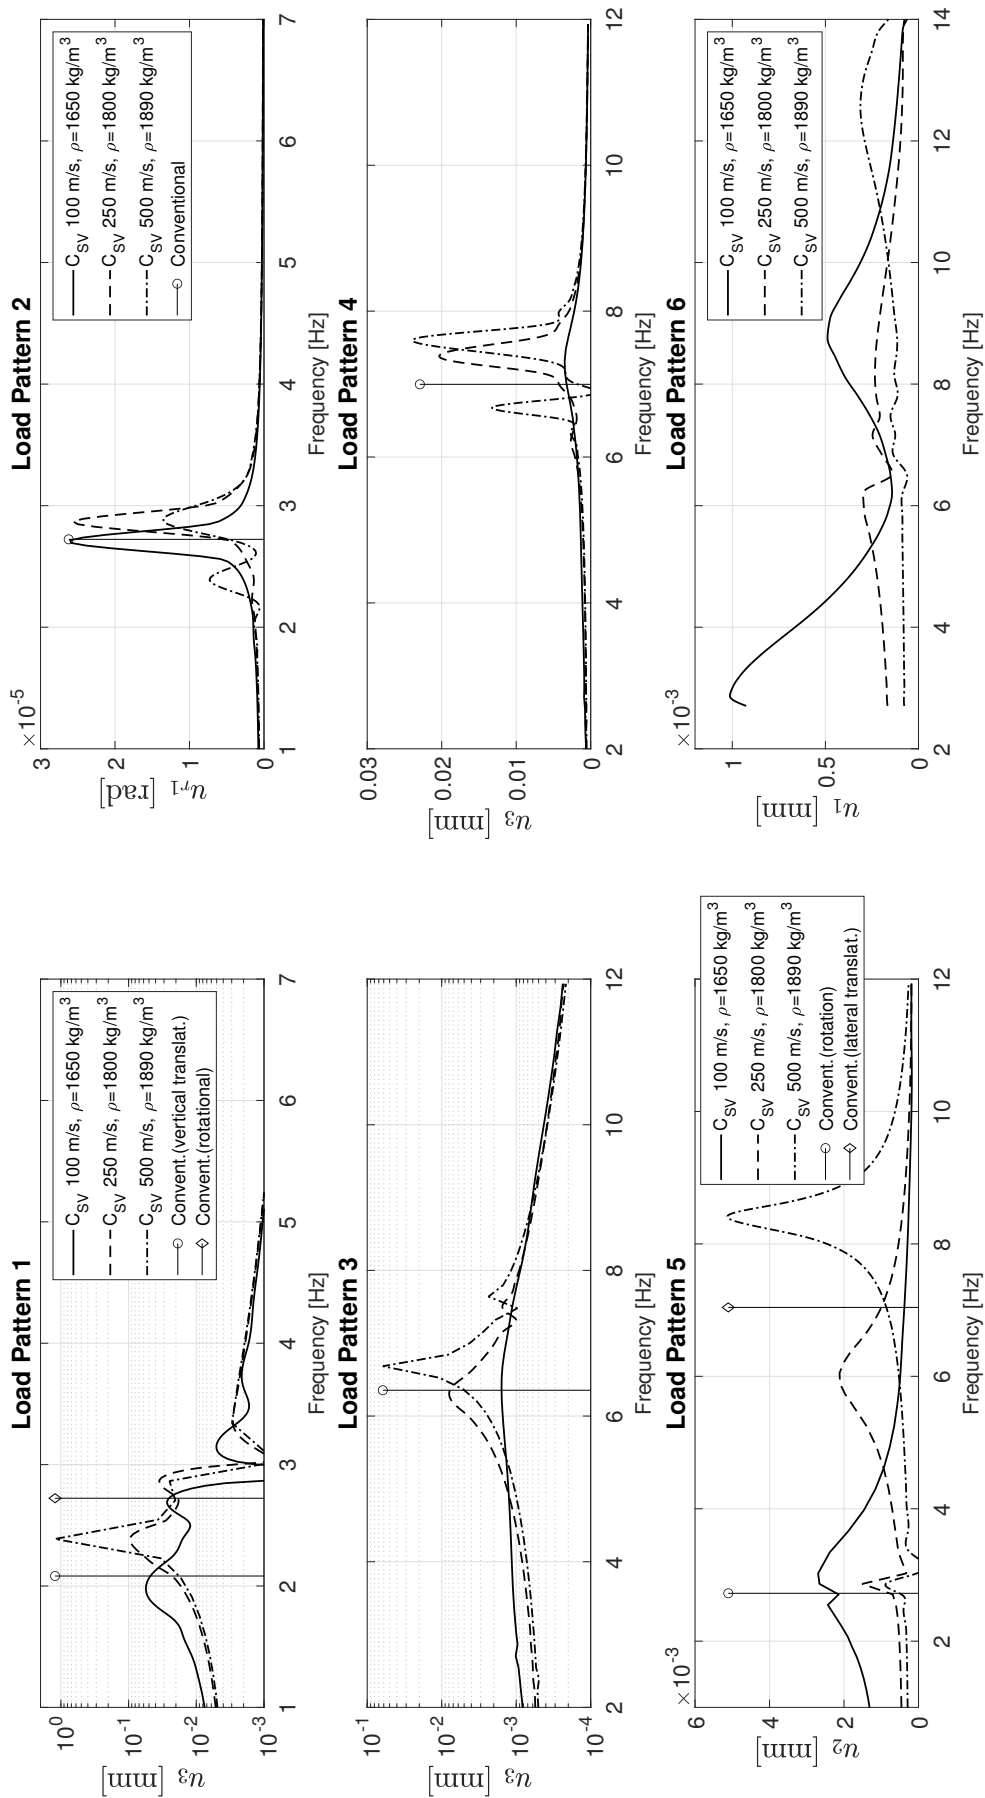 Load Pattern 1
10^0
10^-1
10^-2
10^-3
u_3 [mm]
1 2 3 4 5 6 7
Frequency [Hz]
C_SV 100 m/s, ρ=1650 kg/m^3
C_SV 250 m/s, ρ=1800 kg/m^3
C_SV 500 m/s, ρ=1890 kg/m^3
Convent.(vertical translat.)
Convent.(rotational)
Load Pattern 2
×10^-5
3
2
1
0
u_r1 [rad]
1 2 3 4 5 6 7
Frequency [Hz]
C_SV 100 m/s, ρ=1650 kg/m^3
C_SV 250 m/s, ρ=1800 kg/m^3
C_SV 500 m/s, ρ=1890 kg/m^3
Conventional
Load Pattern 3
10^-1
10^-2
10^-3
10^-4
u_3 [mm]
2 4 6 8 10 12
Frequency [Hz]
Load Pattern 4
0.03
0.02
0.01
0
u_3 [mm]
2 4 6 8 10 12
Frequency [Hz]
Load Pattern 5
×10^-3
6
4
2
0
u_2 [mm]
2 4 6 8 10 12
Frequency [Hz]
C_SV 100 m/s, ρ=1650 kg/m^3
C_SV 250 m/s, ρ=1800 kg/m^3
C_SV 500 m/s, ρ=1890 kg/m^3
Convent.(rotation)
Convent.(lateral translat.)
Load Pattern 6
×10^-3
1
0.5
0
u_1 [mm]
2 4 6 8 10 12 14
Frequency [Hz]
C_SV 100 m/s, ρ=1650 kg/m^3
C_SV 250 m/s, ρ=1800 kg/m^3
C_SV 500 m/s, ρ=1890 kg/m^3